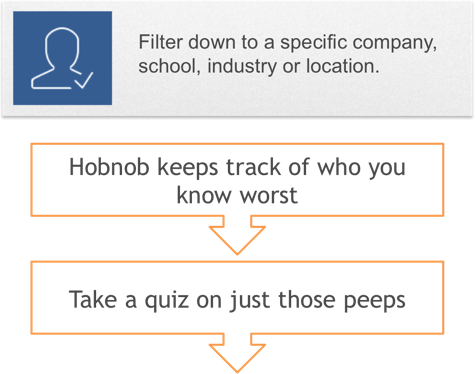 Filter down to a specific company,
school, industry or location.
Hobnob keeps track of who you
know worst
Take a quiz on just those peeps